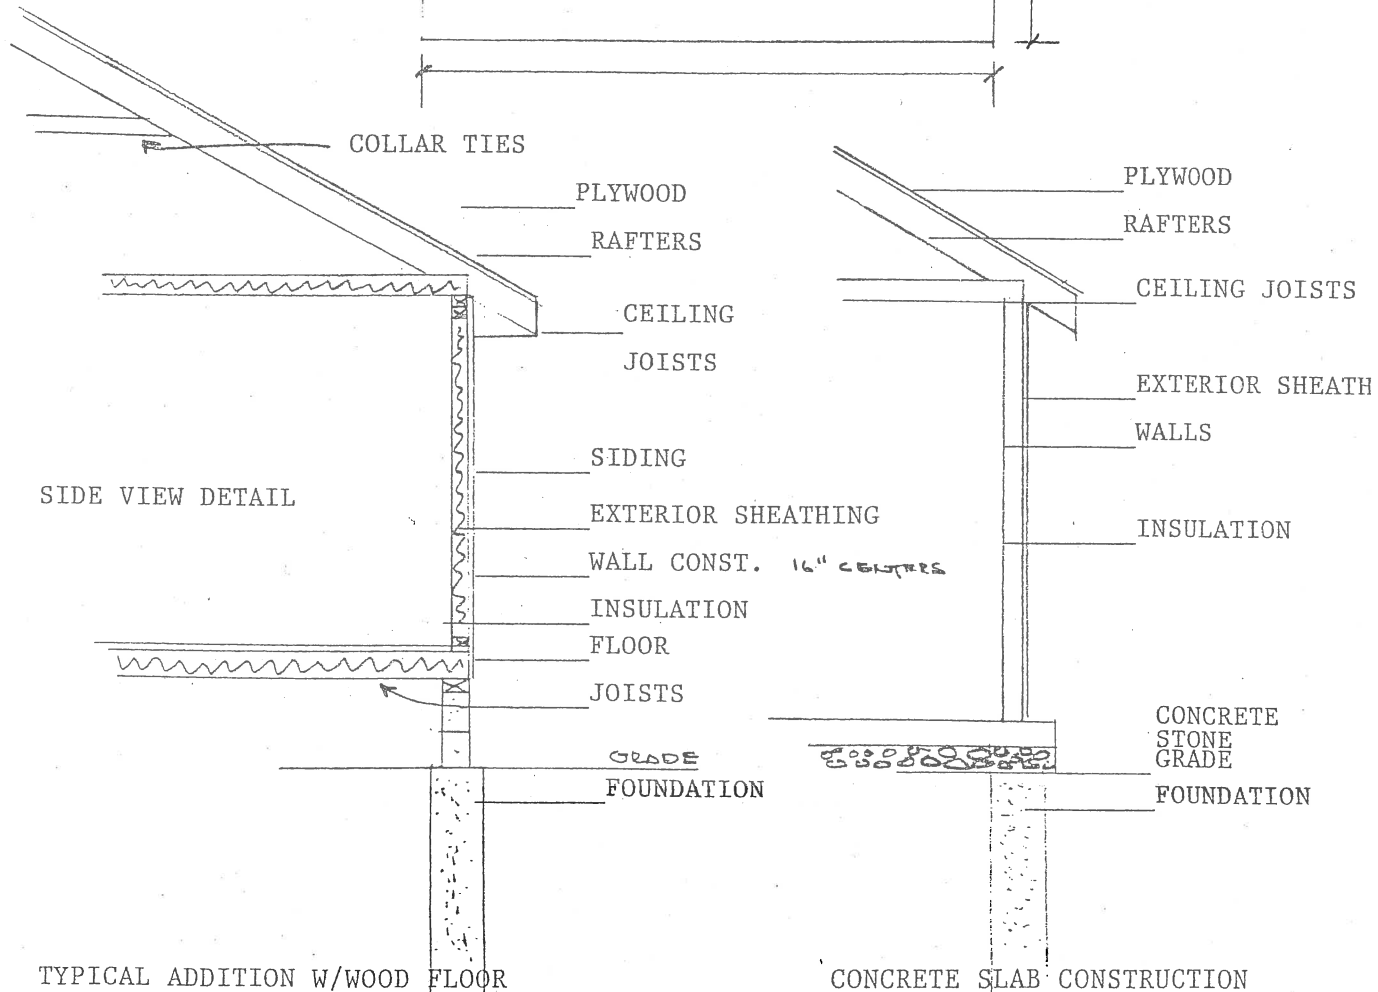 COLLAR TIES
PLYWOOD
RAFTERS
CEILING
JOISTS
SIDING
SIDE VIEW DETAIL
EXTERIOR SHEATHING
WALL CONST. 16" CENTERS
INSULATION
FLOOR
JOISTS
GRADE
FOUNDATION
TYPICAL ADDITION W/WOOD FLOOR
PLYWOOD
RAFTERS
CEILING JOISTS
EXTERIOR SHEATH
WALLS
INSULATION
CONCRETE
STONE
GRADE
FOUNDATION
CONCRETE SLAB CONSTRUCTION